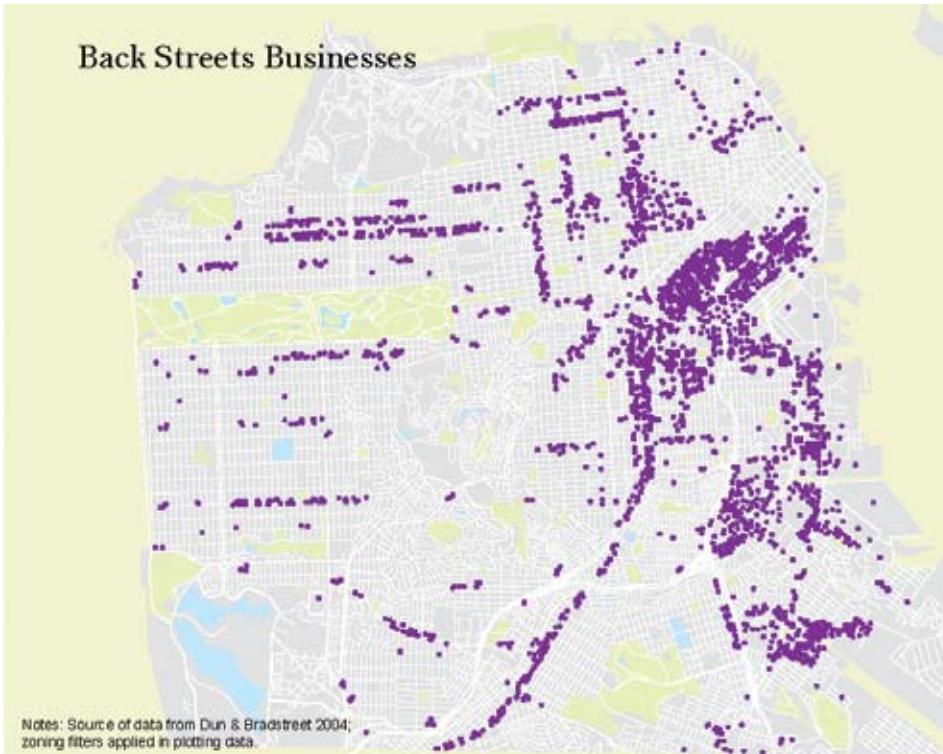 Back Streets Businesses
Notes: Source of data from Dun & Bradstreet 2004;
zoning filters applied in plotting data.